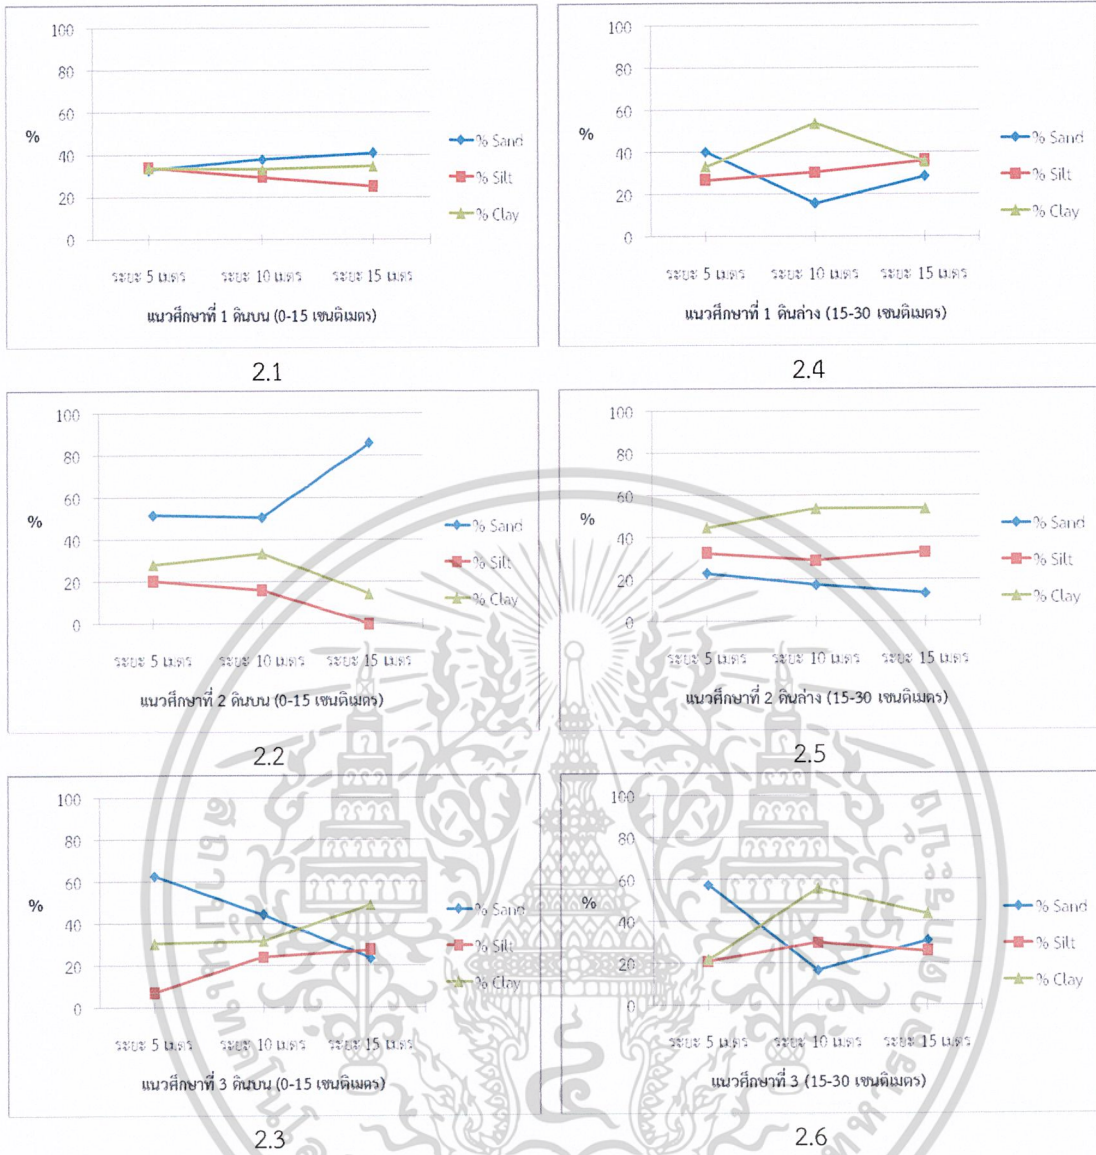 100
80
60
40
20
0
%
% Sand
% Silt
% Clay
ระยะ 5 เมตร ระยะ 10 เมตร ระยะ 15 เมตร
แนวศึกษาที่ 1 ดินบน (0-15 เซนติเมตร)
2.1
100
80
60
40
20
0
%
% Sand
% Silt
% Clay
ระยะ 5 เมตร ระยะ 10 เมตร ระยะ 15 เมตร
แนวศึกษาที่ 1 ดินล่าง (15-30 เซนติเมตร)
2.4
100
80
60
40
20
0
%
% Sand
% Silt
% Clay
ระยะ 5 เมตร ระยะ 10 เมตร ระยะ 15 เมตร
แนวศึกษาที่ 2 ดินบน (0-15 เซนติเมตร)
2.2
100
80
60
40
20
0
%
% Sand
% Silt
% Clay
ระยะ 5 เมตร ระยะ 10 เมตร ระยะ 15 เมตร
แนวศึกษาที่ 2 ดินล่าง (15-30 เซนติเมตร)
2.5
100
80
60
40
20
0
%
% Sand
% Silt
% Clay
ระยะ 5 เมตร ระยะ 10 เมตร ระยะ 15 เมตร
แนวศึกษาที่ 3 ดินบน (0-15 เซนติเมตร)
2.3
100
80
60
40
20
0
%
% Sand
% Silt
% Clay
ระยะ 5 เมตร ระยะ 10 เมตร ระยะ 15 เมตร
แนวศึกษาที่ 3 (15-30 เซนติเมตร)
2.6